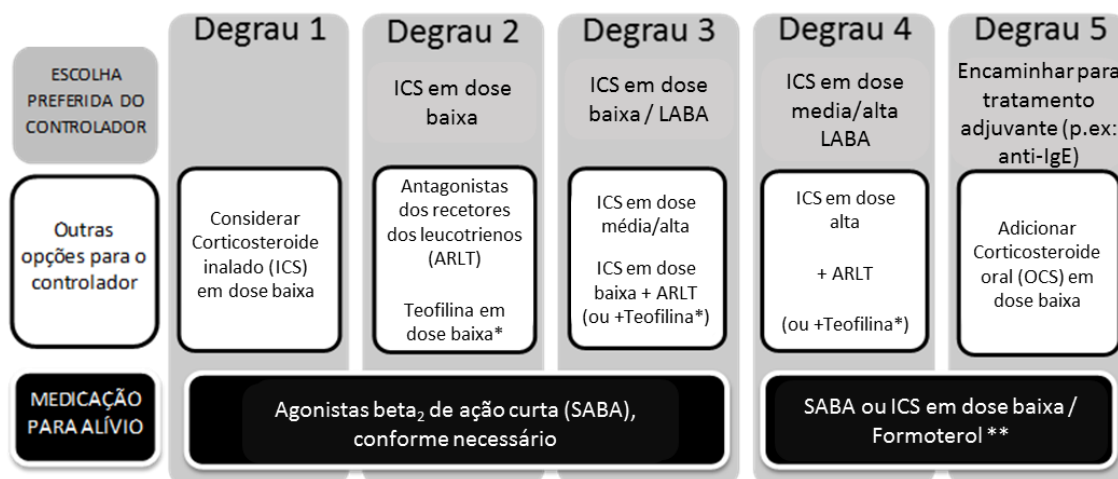 Degrau 1
Degrau 2
Degrau 3
Degrau 4
Degrau 5
ESCOLHA
PREFERIDA DO
CONTROLADOR
ICS em dose
baixa
ICS em dose
baixa / LABA
ICS em dose
media/alta
LABA
Encaminhar para
tratamento
adjuvante (p.ex:
anti-IgE)
Outras
opções para o
controlador
Considerar
Corticosteroide
inalado (ICS)
em dose baixa
Antagonistas
dos recetores
dos leucotrienos
(ARLT)
Teofilina em
dose baixa*
ICS em dose
média/alta
ICS em dose
baixa + ARLT
(ou +Teofilina*)
ICS em dose
alta
+ ARLT
(ou +Teofilina*)
Adicionar
Corticosteroide
oral (OCS) em
dose baixa
MEDICAÇÃO
PARA ALÍVIO
Agonistas beta₂ de ação curta (SABA),
conforme necessário
SABA ou ICS em dose baixa /
Formoterol **